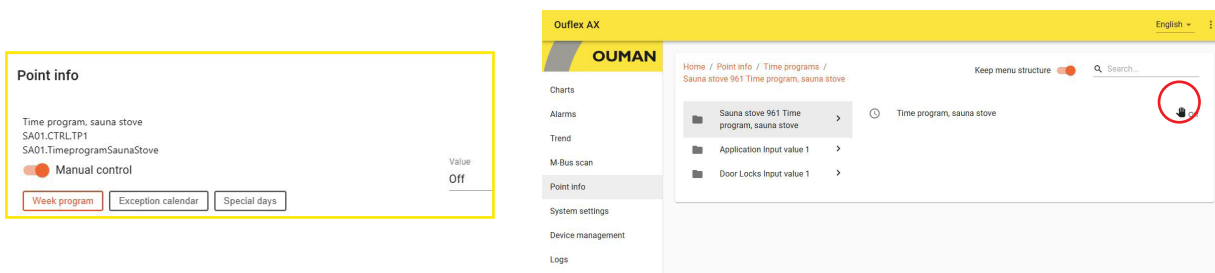 Point info
Time program, sauna stove
SA01.CTRL.TP1
SA01.TimeprogramSaunaStove
Manual control
Value
Off
Week program
Exception calendar
Special days
Ouflex AX
English
OUMAN
Charts
Alarms
Trend
M-Bus scan
Point info
System settings
Device management
Logs
Home / Point info / Time programs /
Sauna stove 961 Time program, sauna stove
Keep menu structure
Search...
Sauna stove 961 Time
program, sauna stove
Application Input value 1
Door Locks Input value 1
Time program, sauna stove
Off